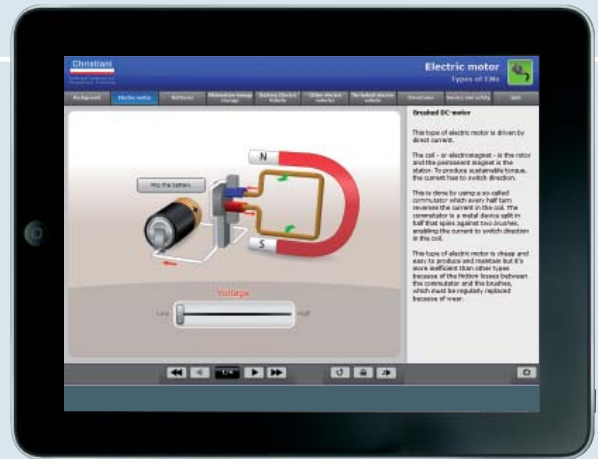 Christiani
Electric motor
Types of EMs
Background
Electric motor
Batteries
Alternative energy storage
Battery Electric Vehicle
Other electric vehicles
Service and safety
Quiz
Brushed DC-motor
This type of electric motor is driven by
direct current.
The coil - or electromagnet - is the rotor
and the permanent magnet is the
stator. To produce sustainable torque,
the current has to switch direction.
This is done by using a so-called
commutator which every half turn
reverses the current in the coil. The
commutator is a metal device split in
half that spins against two brushes,
enabling the current to switch direction
in the coil.
This type of electric motor is cheap and
easy to produce and maintain but it's
more inefficient than other types
because of the friction losses between
the commutator and the brushes,
which must be regularly replaced
because of wear.
N
Flip the battery
S
Voltage
Low
High
1/4